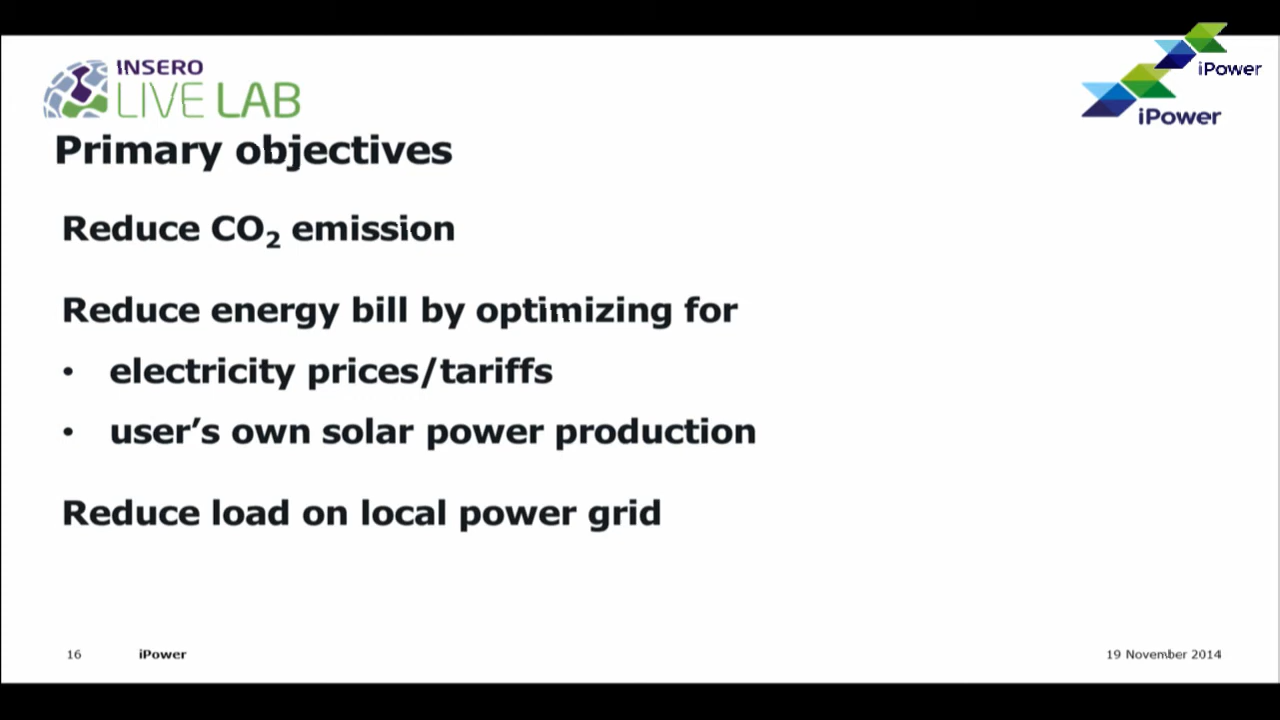 INSERO
LIVE LAB
iPower
iPower
Primary objectives
Reduce CO₂ emission
Reduce energy bill by optimizing for
• electricity prices/tariffs
• user’s own solar power production
Reduce load on local power grid
16 iPower 19 November 2014